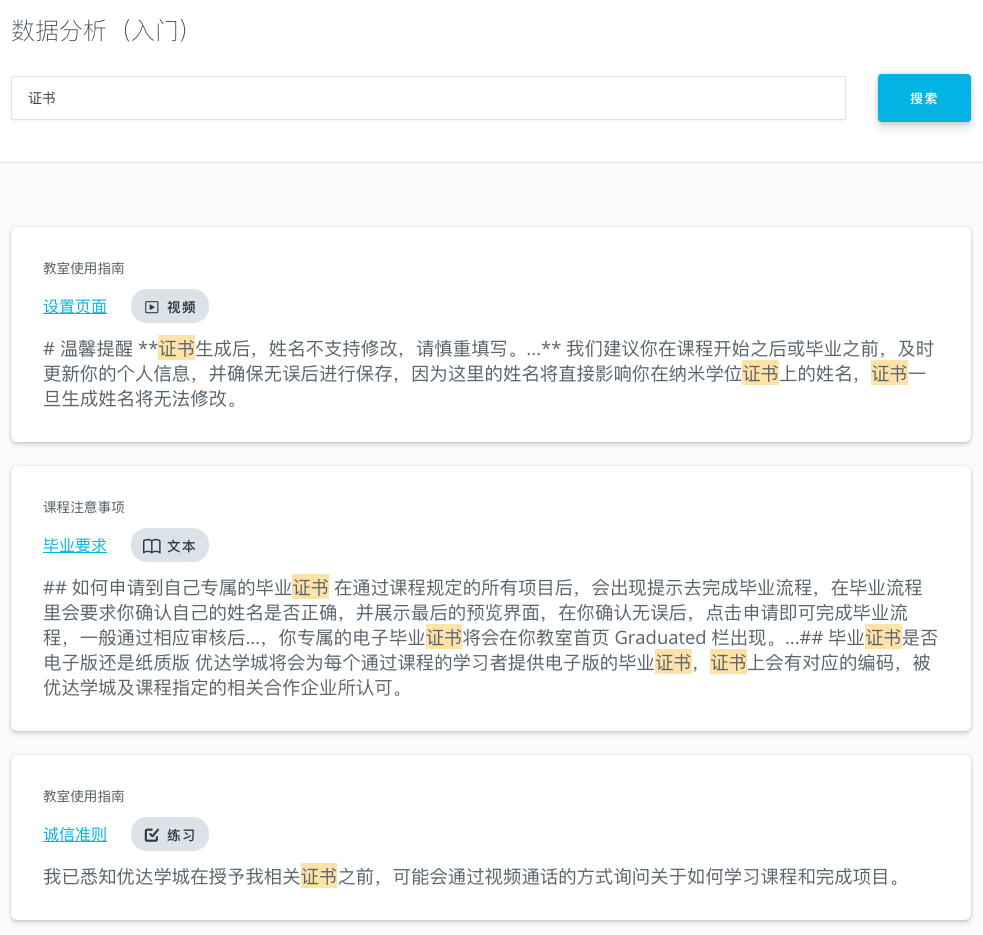 数据分析（入门）
证书
搜索
教室使用指南
设置页面
视频
# 温馨提醒 **证书生成后，姓名不支持修改，请慎重填写。...** 我们建议你在课程开始之后或毕业之前，及时
更新你的个人信息，并确保无误后进行保存，因为这里的姓名将直接影响你在纳米学位证书上的姓名，证书一
旦生成姓名将无法修改。
课程注意事项
毕业要求
文本
## 如何申请到自己专属的毕业证书 在通过课程规定的所有项目后，会出现提示去完成毕业流程，在毕业流程
里会要求你确认自己的姓名是否正确，并展示最后的预览界面，在你确认无误后，点击申请即可完成毕业流
程，一般通过相应审核后...，你专属的电子毕业证书将会在你教室首页 Graduated 栏出现。...## 毕业证书是否
电子版还是纸质版 优达学城将会为每个通过课程的学习者提供电子版的毕业证书，证书上会有对应的编码，被
优达学城及课程指定的相关合作企业所认可。
教室使用指南
诚信准则
练习
我已悉知优达学城在授予我相关证书之前，可能会通过视频通话的方式询问关于如何学习课程和完成项目。